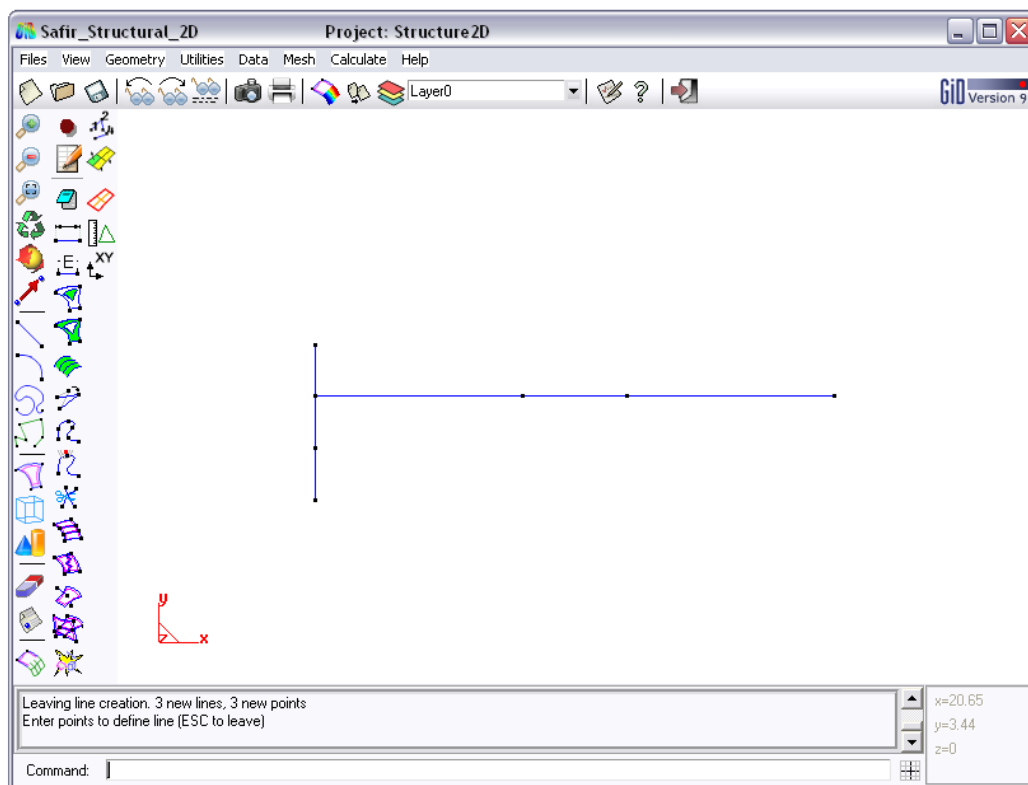 Safir_Structural_2D Project: Structure2D
Files View Geometry Utilities Data Mesh Calculate Help
Layer0
GiD Version 9
E
XY
y
z x
Leaving line creation. 3 new lines, 3 new points
Enter points to define line (ESC to leave)
x=20.65
y=3.44
z=0
Command: